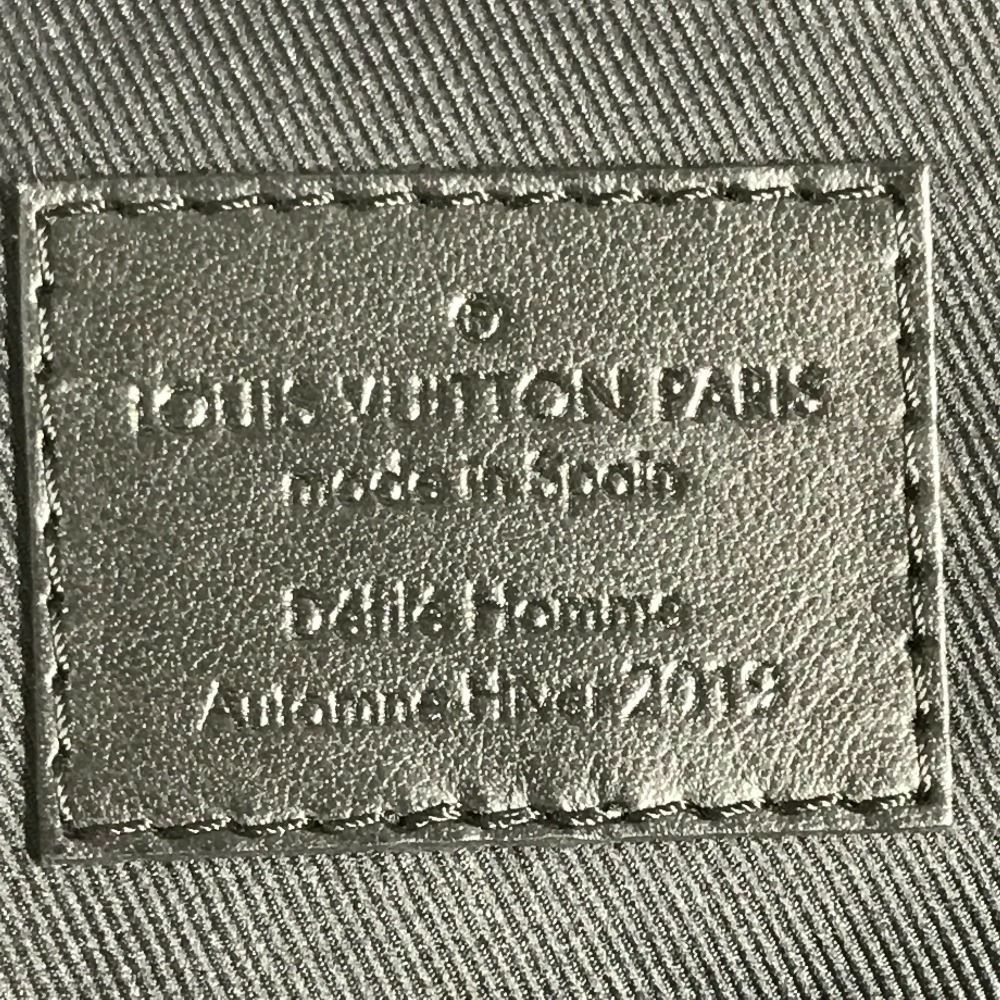 ®
LOUIS VUITTON PARIS
made in Spain
Défilé Homme
Automne Hiver 2019